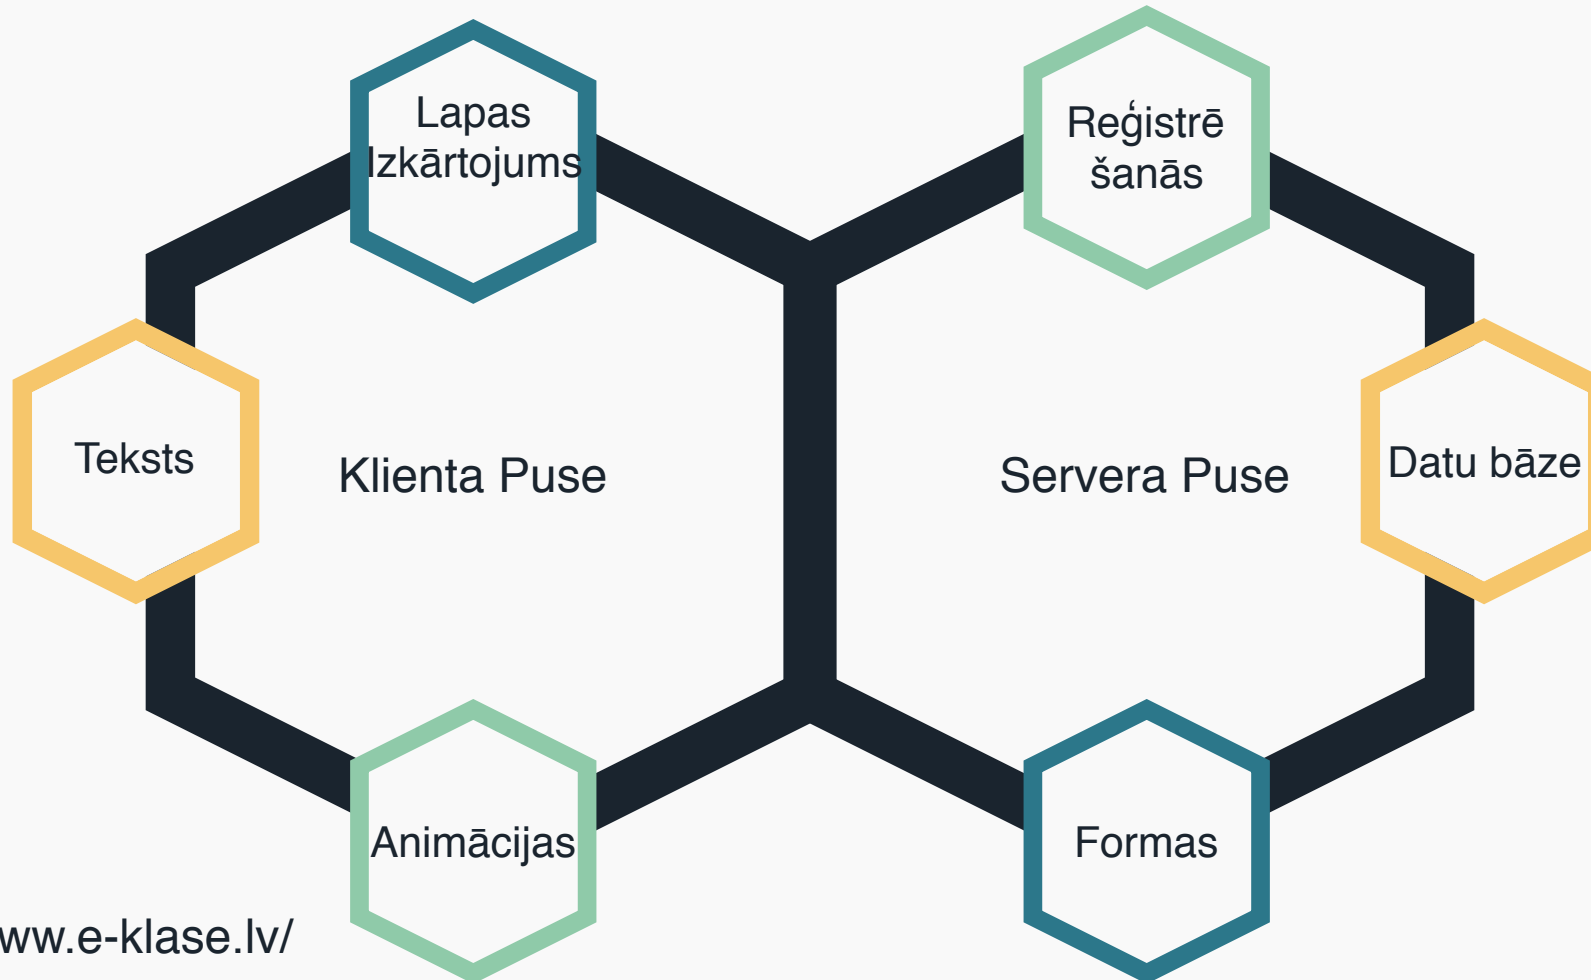 Lapas
Izkārtojums
Reģistrē
šanās
Teksts
Klienta Puse
Servera Puse
Datu bāze
Animācijas
Formas
ww.e-klase.lv/